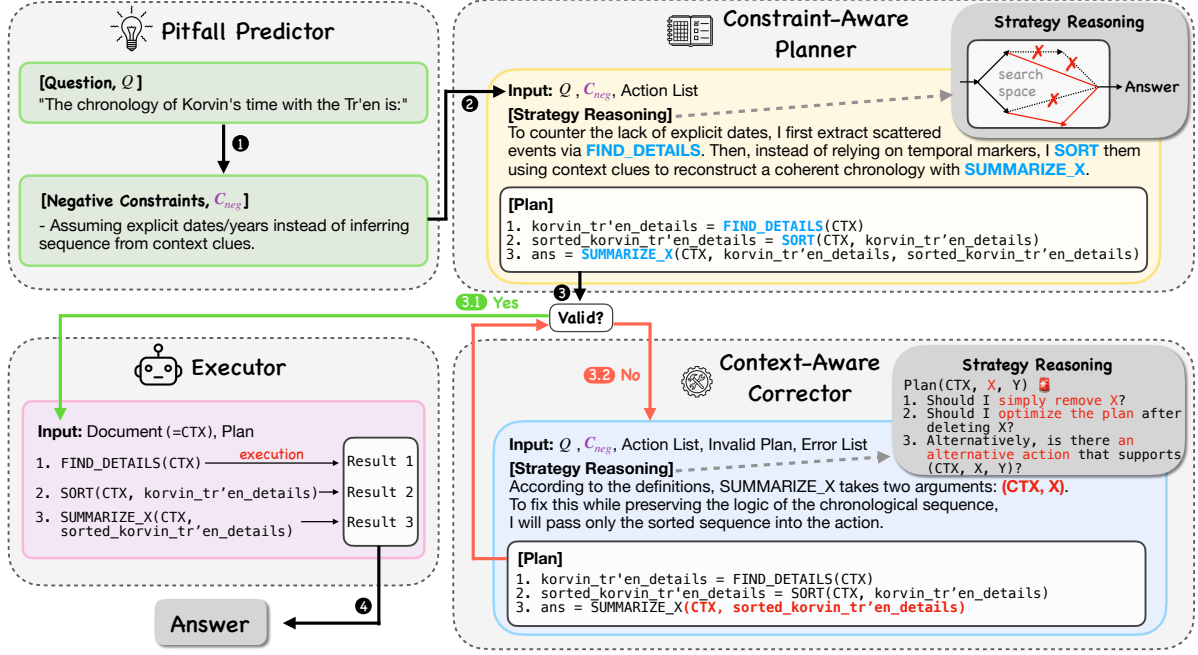 Pitfall Predictor
[Question, Q ]
"The chronology of Korvin's time with the Tr'en is:"
❶
[Negative Constraints, Cneg]
- Assuming explicit dates/years instead of inferring
sequence from context clues.
❷
Constraint-Aware
Planner
Input: Q , Cneg, Action List
[Strategy Reasoning]
To counter the lack of explicit dates, I first extract scattered
events via FIND_DETAILS. Then, instead of relying on temporal markers, I SORT them
using context clues to reconstruct a coherent chronology with SUMMARIZE_X.
[Plan]
1. korvin_tr'en_details = FIND_DETAILS(CTX)
2. sorted_korvin_tr'en_details = SORT(CTX, korvin_tr’en_details)
3. ans = SUMMARIZE_X(CTX, korvin_tr’en_details, sorted_korvin_tr’en_details)
Strategy Reasoning
search
space
Answer
❸
Valid?
3.1 Yes
3.2 No
Executor
Input: Document (=CTX), Plan
1. FIND_DETAILS(CTX)
execution
Result 1
2. SORT(CTX, korvin_tr’en_details)
Result 2
3. SUMMARIZE_X(CTX,
sorted_korvin_tr’en_details)
Result 3
❹
Answer
Context-Aware
Corrector
Input: Q , Cneg, Action List, Invalid Plan, Error List
[Strategy Reasoning]
According to the definitions, SUMMARIZE_X takes two arguments: (CTX, X).
To fix this while preserving the logic of the chronological sequence,
I will pass only the sorted sequence into the action.
[Plan]
1. korvin_tr'en_details = FIND_DETAILS(CTX)
2. sorted_korvin_tr'en_details = SORT(CTX, korvin_tr’en_details)
3. ans = SUMMARIZE_X(CTX, sorted_korvin_tr’en_details)
Strategy Reasoning
Plan(CTX, X, Y)
1. Should I simply remove X?
2. Should I optimize the plan after
deleting X?
3. Alternatively, is there an
alternative action that supports
(CTX, X, Y)?